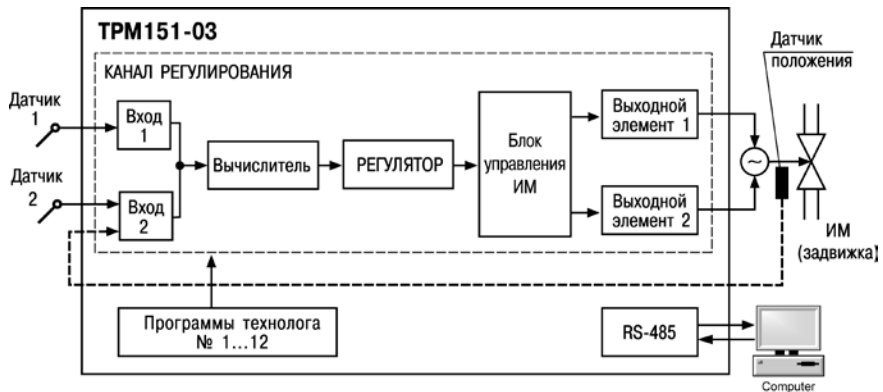 ТРМ151-03
КАНАЛ РЕГУЛИРОВАНИЯ
Датчик
1
Датчик
2
Вход
1
Вход
2
Вычислитель
РЕГУЛЯТОР
Блок
управления
ИМ
Выходной
элемент 1
Выходной
элемент 2
Датчик
положения
ИМ
(задвижка)
Программы технолога
№ 1...12
RS-485
Computer